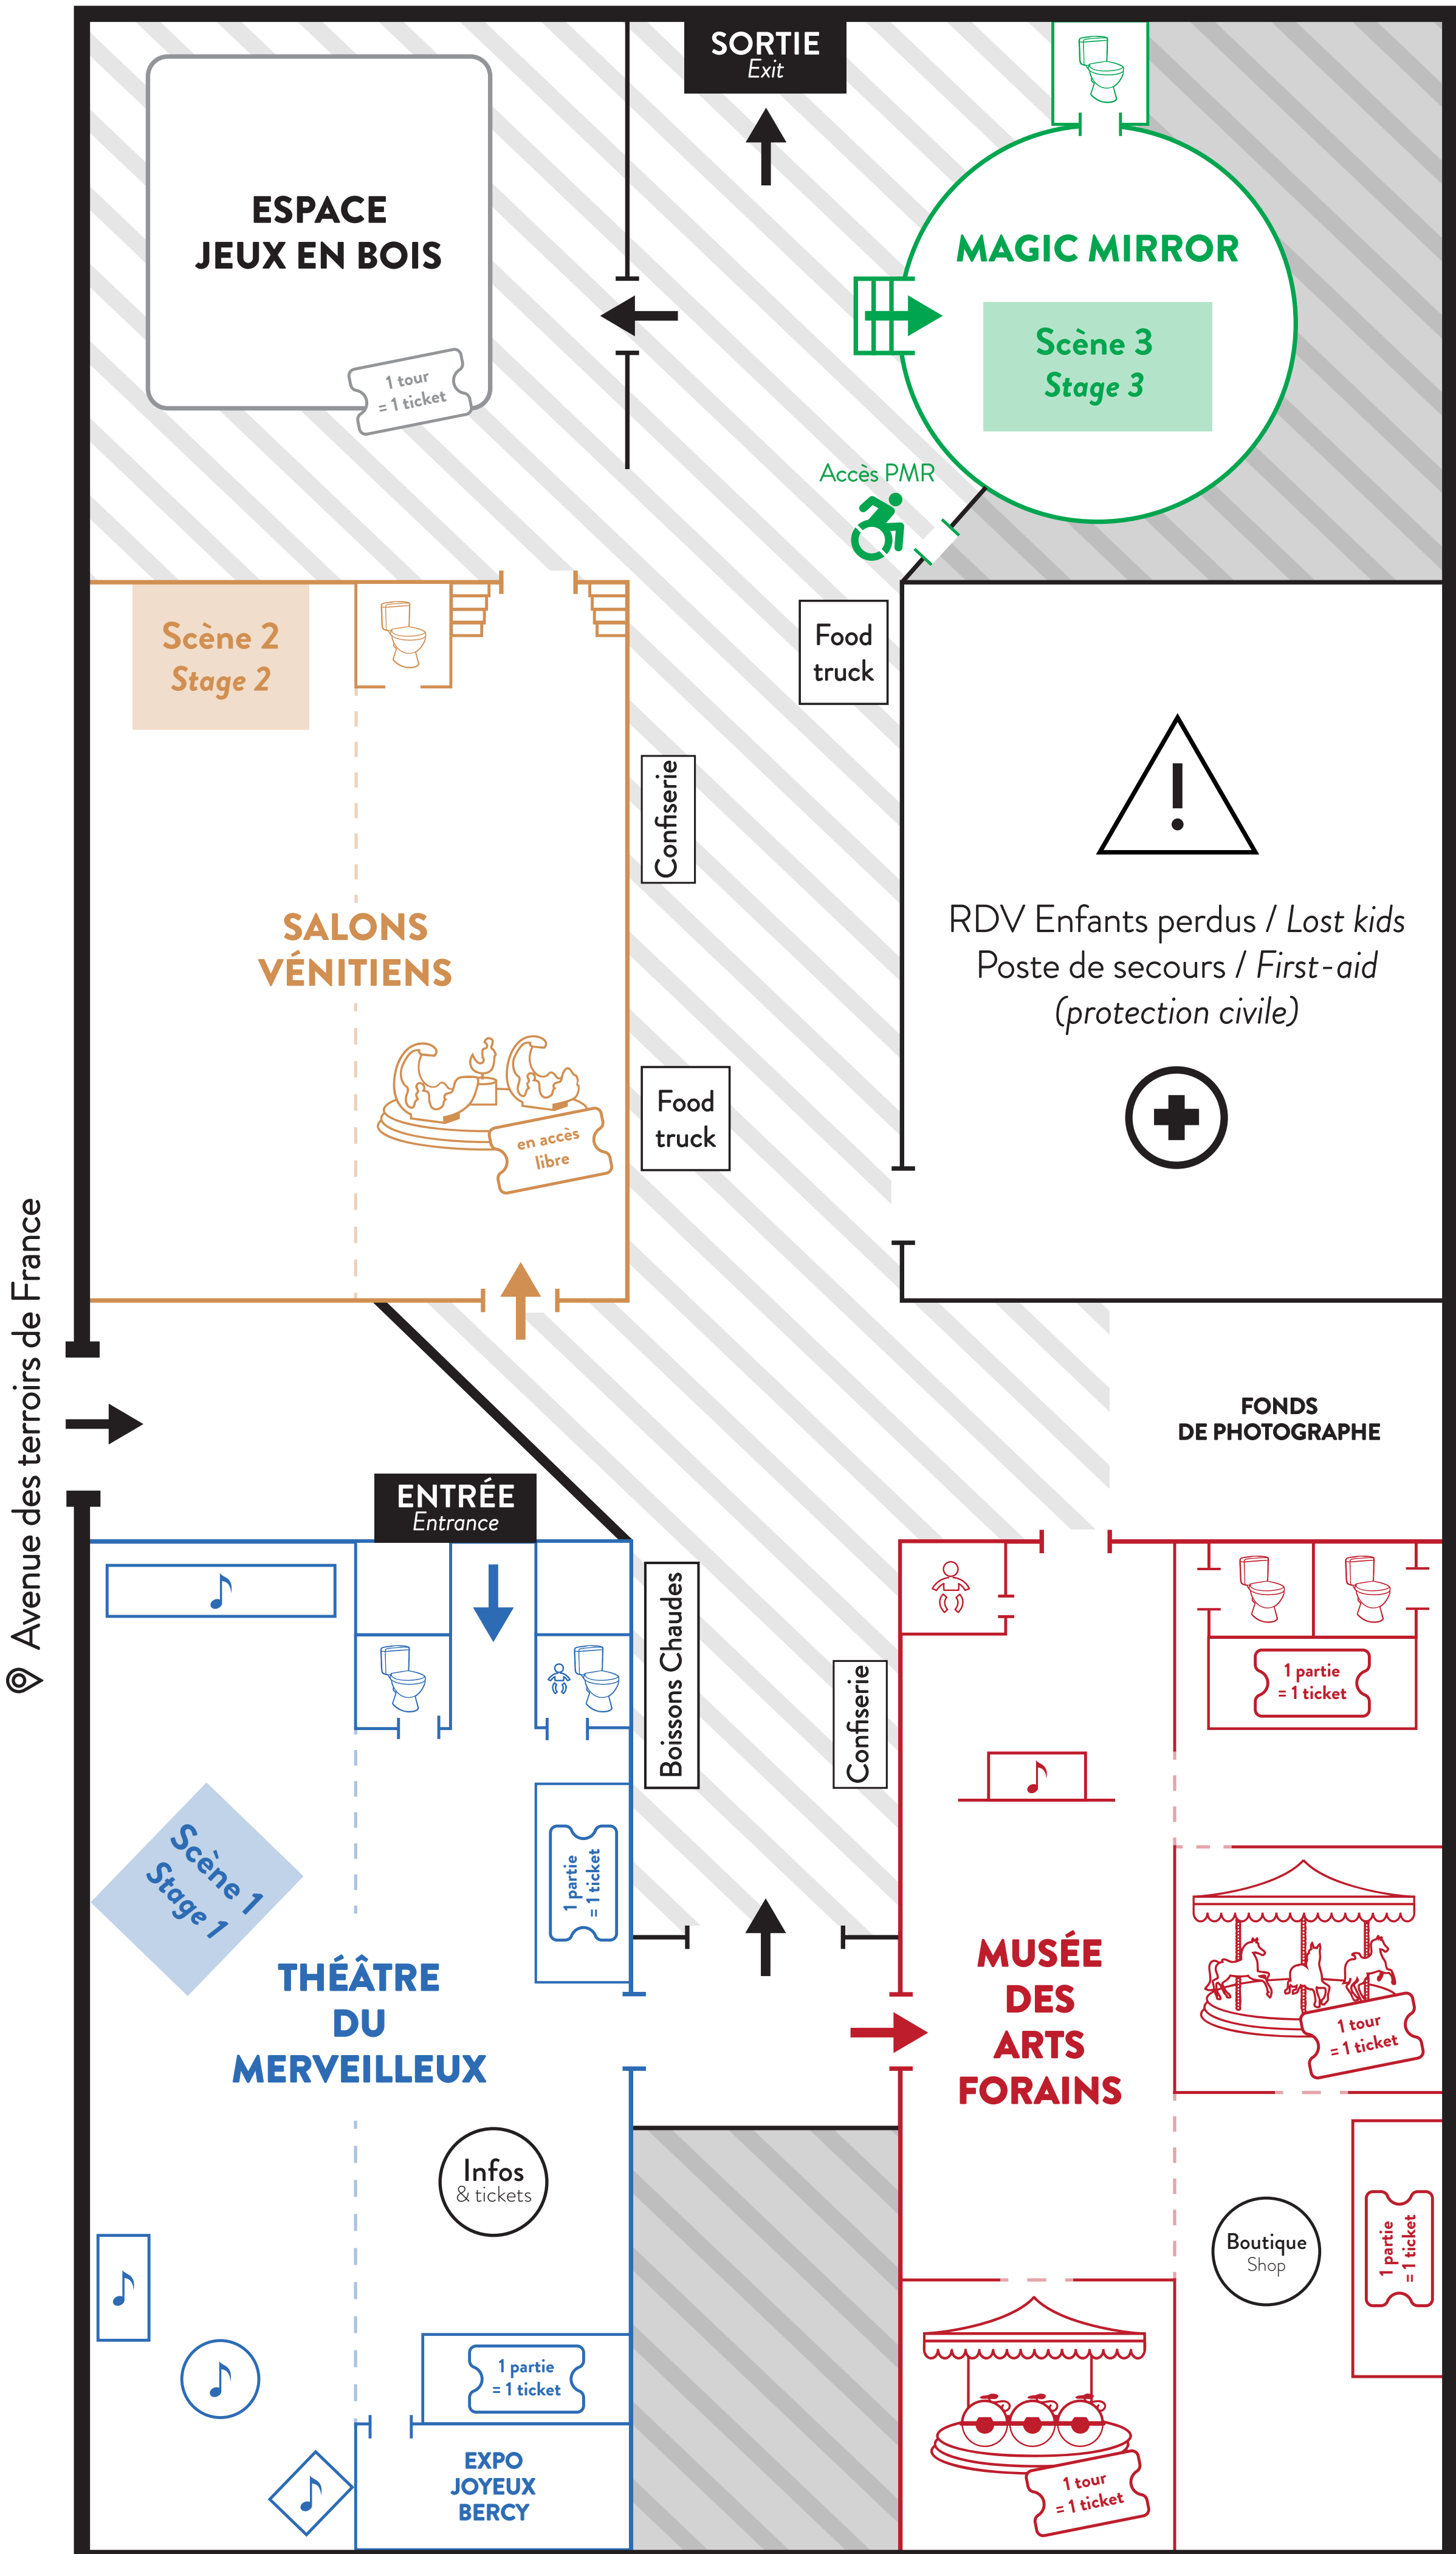 SORTIE
Exit
ESPACE
JEUX EN BOIS
1 tour
= 1 ticket
MAGIC MIRROR
Scène 3
Stage 3
Accès PMR
Scène 2
Stage 2
Food
truck
Confiserie
SALONS
VÉNITIENS
RDV Enfants perdus / Lost kids
Poste de secours / First-aid
(protection civile)
en accès
libre
Food
truck
Avenue des terroirs de France
FONDS
DE PHOTOGRAPHE
ENTRÉE
Entrance
Boissons Chaudes
Confiserie
1 partie
= 1 ticket
Scène 1
Stage 1
1 partie
= 1 ticket
THÉÂTRE
DU
MERVEILLEUX
MUSÉE
DES
ARTS
FORAINS
1 tour
= 1 ticket
Infos
& tickets
Boutique
Shop
1 partie
= 1 ticket
1 partie
= 1 ticket
EXPO
JOYEUX
BERCY
1 tour
= 1 ticket